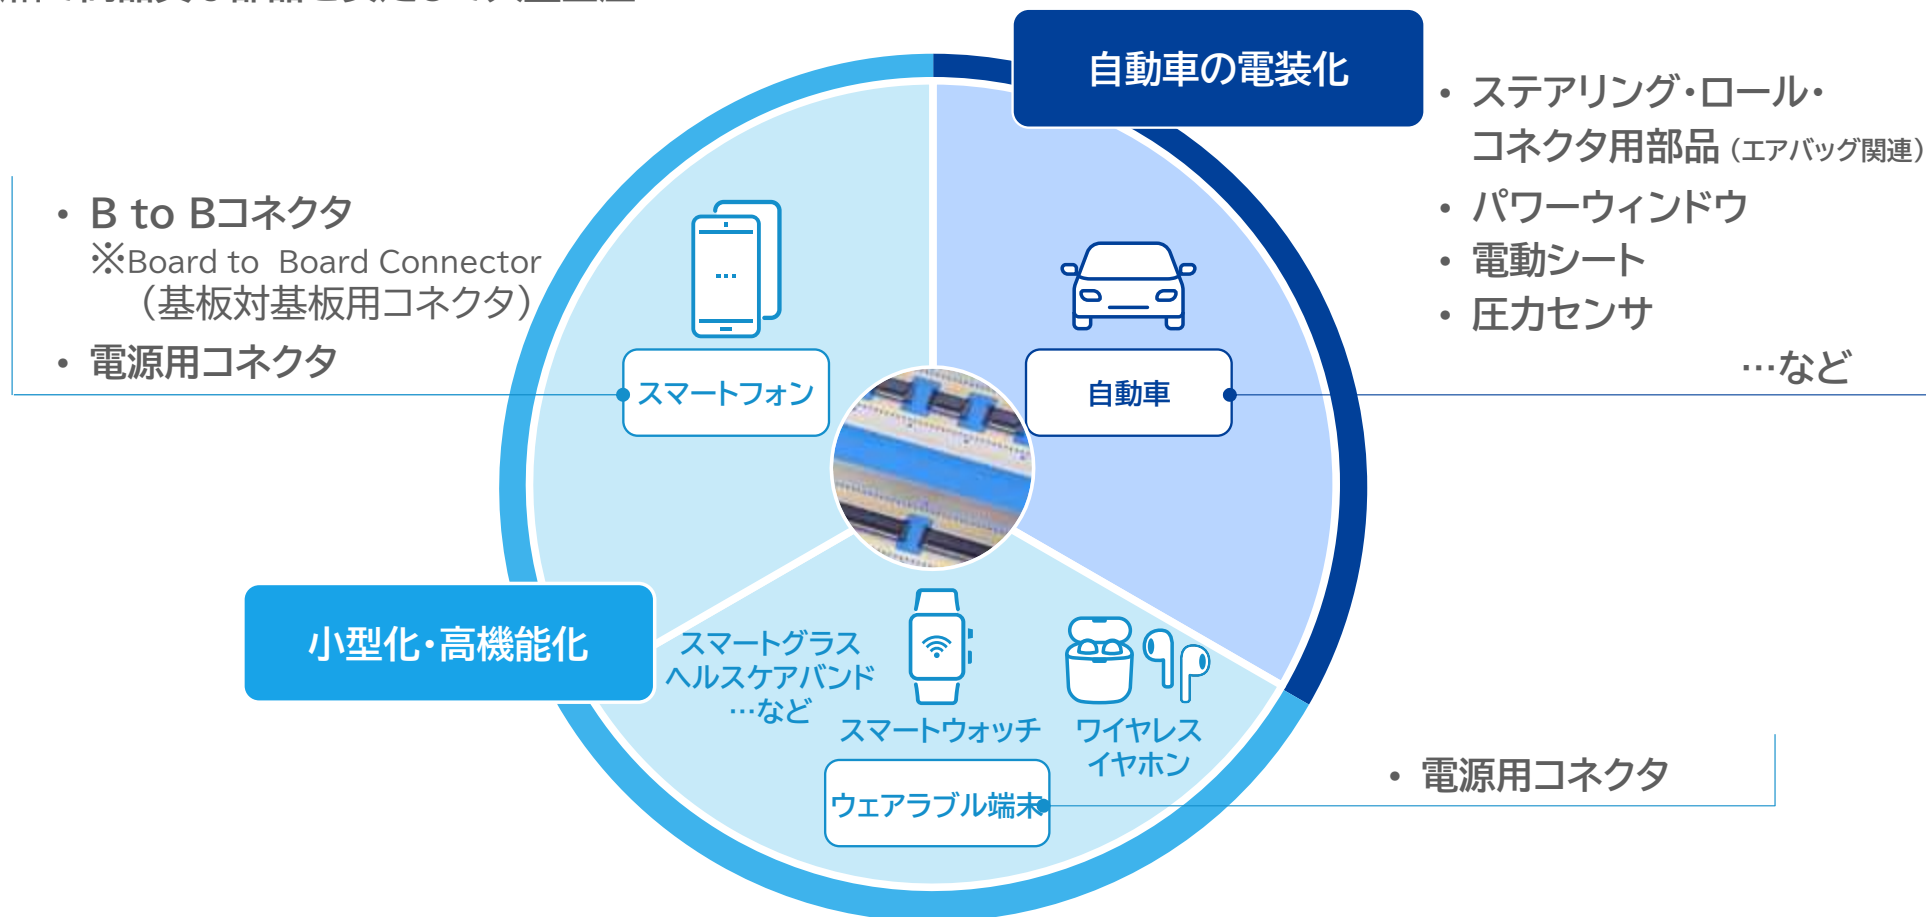 自動車の電装化
・ ステアリング・ロール・
コネクタ用部品（エアバッグ関連）
・ パワーウィンドウ
・ 電動シート
・ 圧力センサ
…など
・ B to Bコネクタ
※Board to Board Connector
（基板対基板用コネクタ）
・ 電源用コネクタ
スマートフォン
自動車
小型化・高機能化
スマートグラス
ヘルスケアバンド
…など
スマートウォッチ
ワイヤレス
イヤホン
ウェアラブル端末
・ 電源用コネクタ